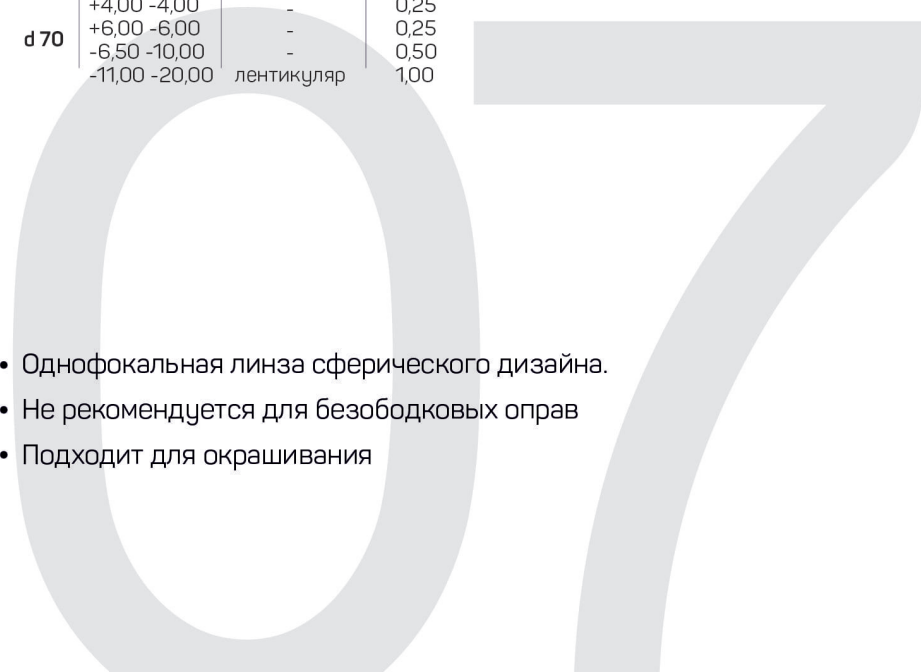 +4,00 -4,00 - 0,25
d 70 +6,00 -6,00 - 0,25
-6,50 -10,00 - 0,50
-11,00 -20,00 лентикуляр 1,00
07
• Однофокальная линза сферического дизайна.
• Не рекомендуется для безободковых оправ
• Подходит для окрашивания